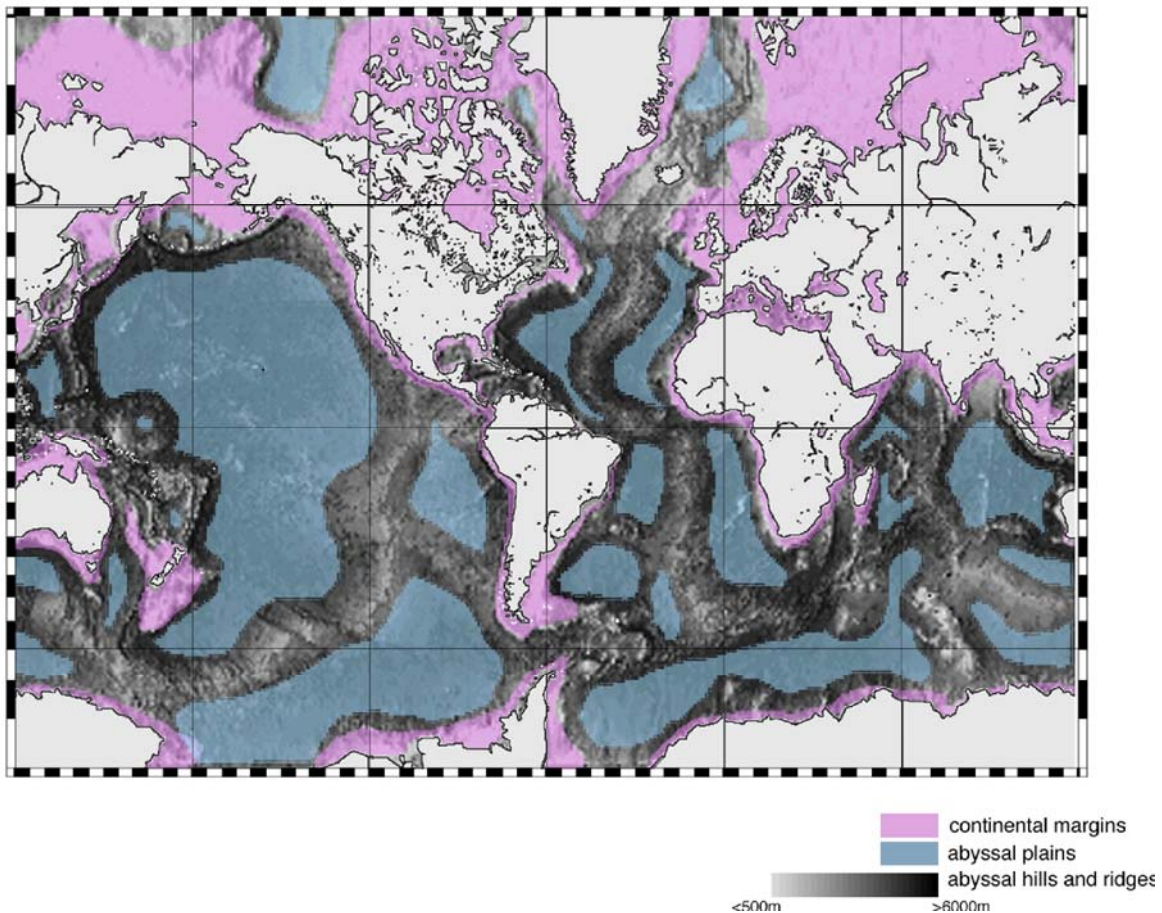 continental margins
abyssal plains
abyssal hills and ridges
<500m >6000m